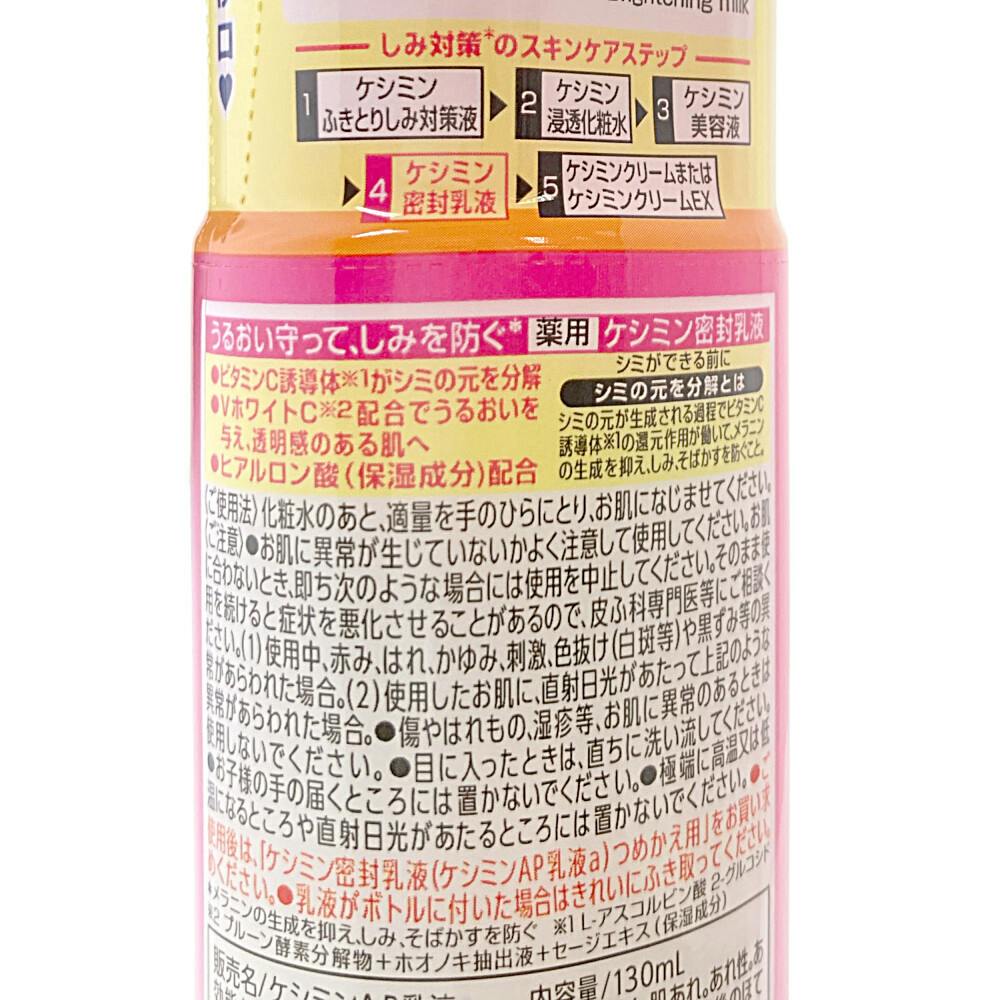 ghtening milk
しみ対策*のスキンケアステップ
1 ケシミン
ふきとりしみ対策液
2 ケシミン
浸透化粧水
3 ケシミン
美容液
4 ケシミン
密封乳液
5 ケシミンクリームまたは
ケシミンクリームEX
うるおい守って、しみを防ぐ* 薬用 ケシミン密封乳液
●ビタミンC誘導体※1がシミの元を分解
●VホワイトC※2配合でうるおいを
与え、透明感のある肌へ
●ヒアルロン酸(保湿成分)配合
シミができる前に
シミの元を分解とは
シミの元が生成される過程でビタミンC
誘導体※1の還元作用が働いて、メラニン
の生成を抑え、しみ、そばかすを防ぐこと。
〈ご使用法〉化粧水のあと、適量を手のひらにとり、お肌になじませてください。
〈ご注意〉●お肌に異常が生じていないかよく注意して使用してください。お肌
に合わないとき、即ち次のような場合には使用を中止してください。そのまま使
用を続けると症状を悪化させることがあるので、皮ふ科専門医等にご相談く
ださい。(1)使用中、赤み、はれ、かゆみ、刺激、色抜け(白斑等)や黒ずみ等の異
常があらわれた場合。(2)使用したお肌に、直射日光があたって上記のような
異常があらわれた場合。●傷やはれもの、湿疹等、お肌に異常のあるときは
使用しないでください。●目に入ったときは、直ちに洗い流してください。
●お子様の手の届くところには置かないでください。●極端に高温又は低
温になるところや直射日光があたるところには置かないでください。●ご
使用後は、「ケシミン密封乳液(ケシミンAP乳液a)つめかえ用」をお買い求
めください。●乳液がボトルに付いた場合はきれいにふき取ってください。
*メラニンの生成を抑え、しみ、そばかすを防ぐ ※1 L-アスコルビン酸 2-グルコシド
※2 プルーン酵素分解物+ホオノキ抽出液+セージエキス(保湿成分)
販売名/ケシミンAP乳液
内容量/130mL
肌あれ。あれ性。あ